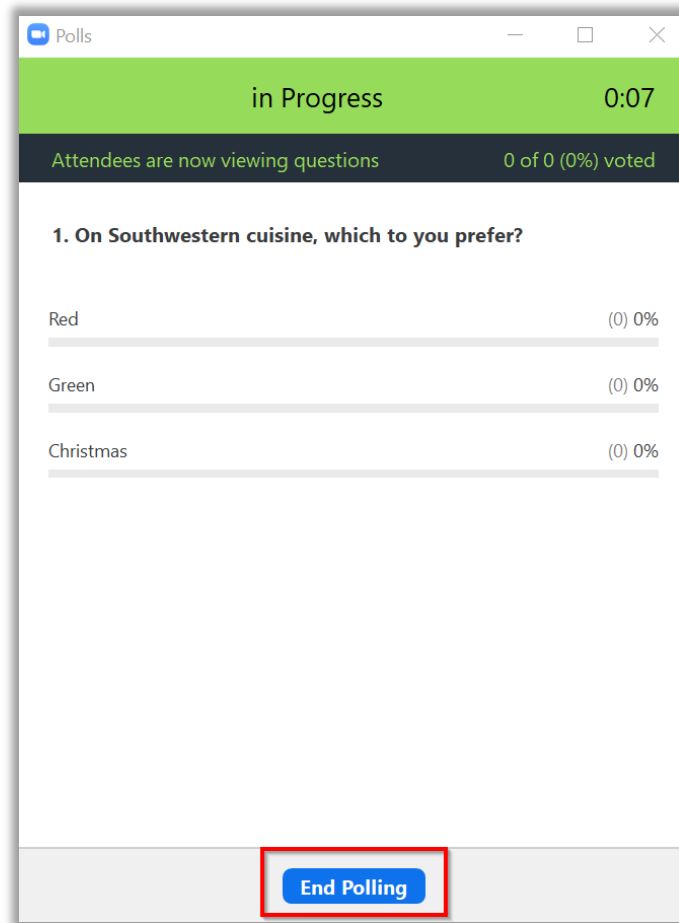 Polls
in Progress 0:07
Attendees are now viewing questions 0 of 0 (0%) voted
1. On Southwestern cuisine, which to you prefer?
Red (0) 0%
Green (0) 0%
Christmas (0) 0%
End Polling